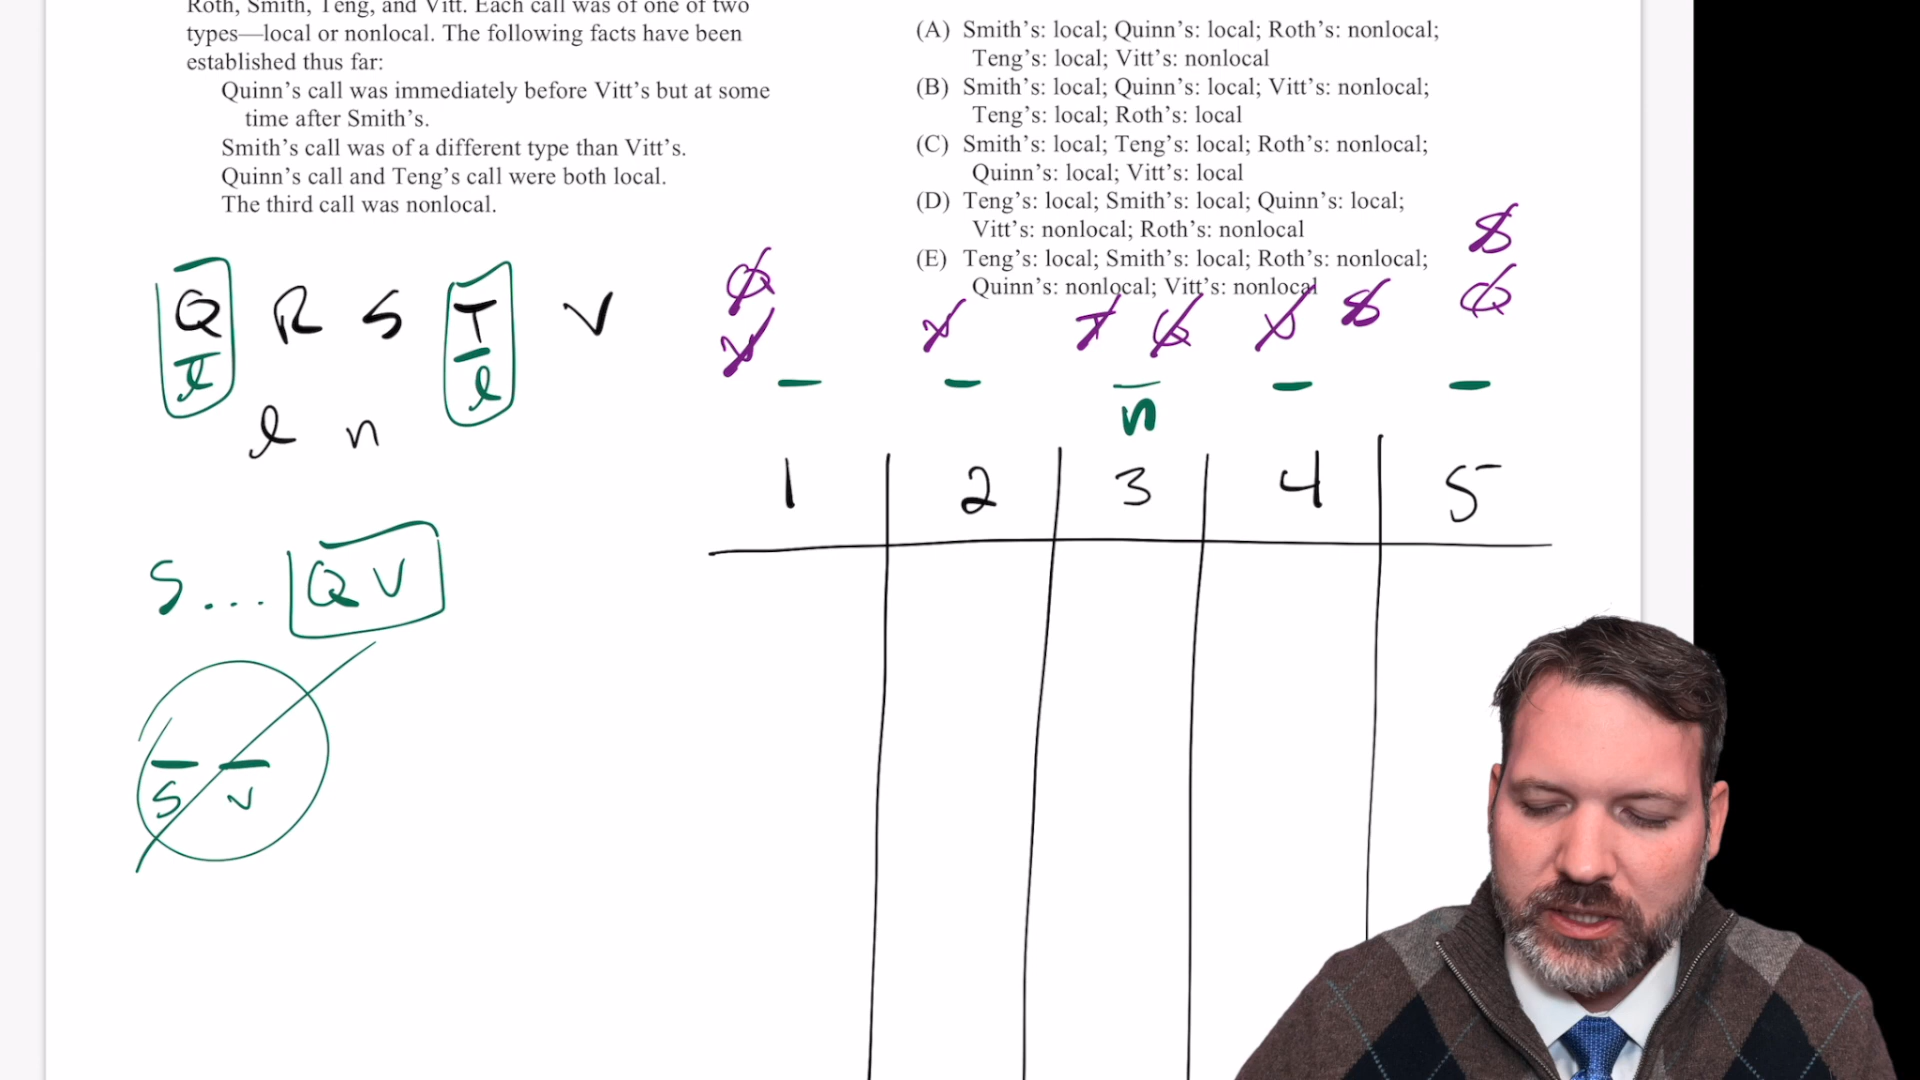 Roth, Smith, Teng, and Vitt. Each call was of one of two
types—local or nonlocal. The following facts have been
established thus far:
Quinn's call was immediately before Vitt's but at some
time after Smith's.
Smith's call was of a different type than Vitt's.
Quinn's call and Teng's call were both local.
The third call was nonlocal.
(A) Smith's: local; Quinn's: local; Roth's: nonlocal;
Teng's: local; Vitt's: nonlocal
(B) Smith's: local; Quinn's: local; Vitt's: nonlocal;
Teng's: local; Roth's: local
(C) Smith's: local; Teng's: local; Roth's: nonlocal;
Quinn's: local; Vitt's: local
(D) Teng's: local; Smith's: local; Quinn's: local;
Vitt's: nonlocal; Roth's: nonlocal
(E) Teng's: local; Smith's: local; Roth's: nonlocal;
Quinn's: nonlocal; Vitt's: nonlocal
Q R S T V
l l
l n
S... QV
S V
Q S
V V T Q V S Q
n
1 2 3 4 5